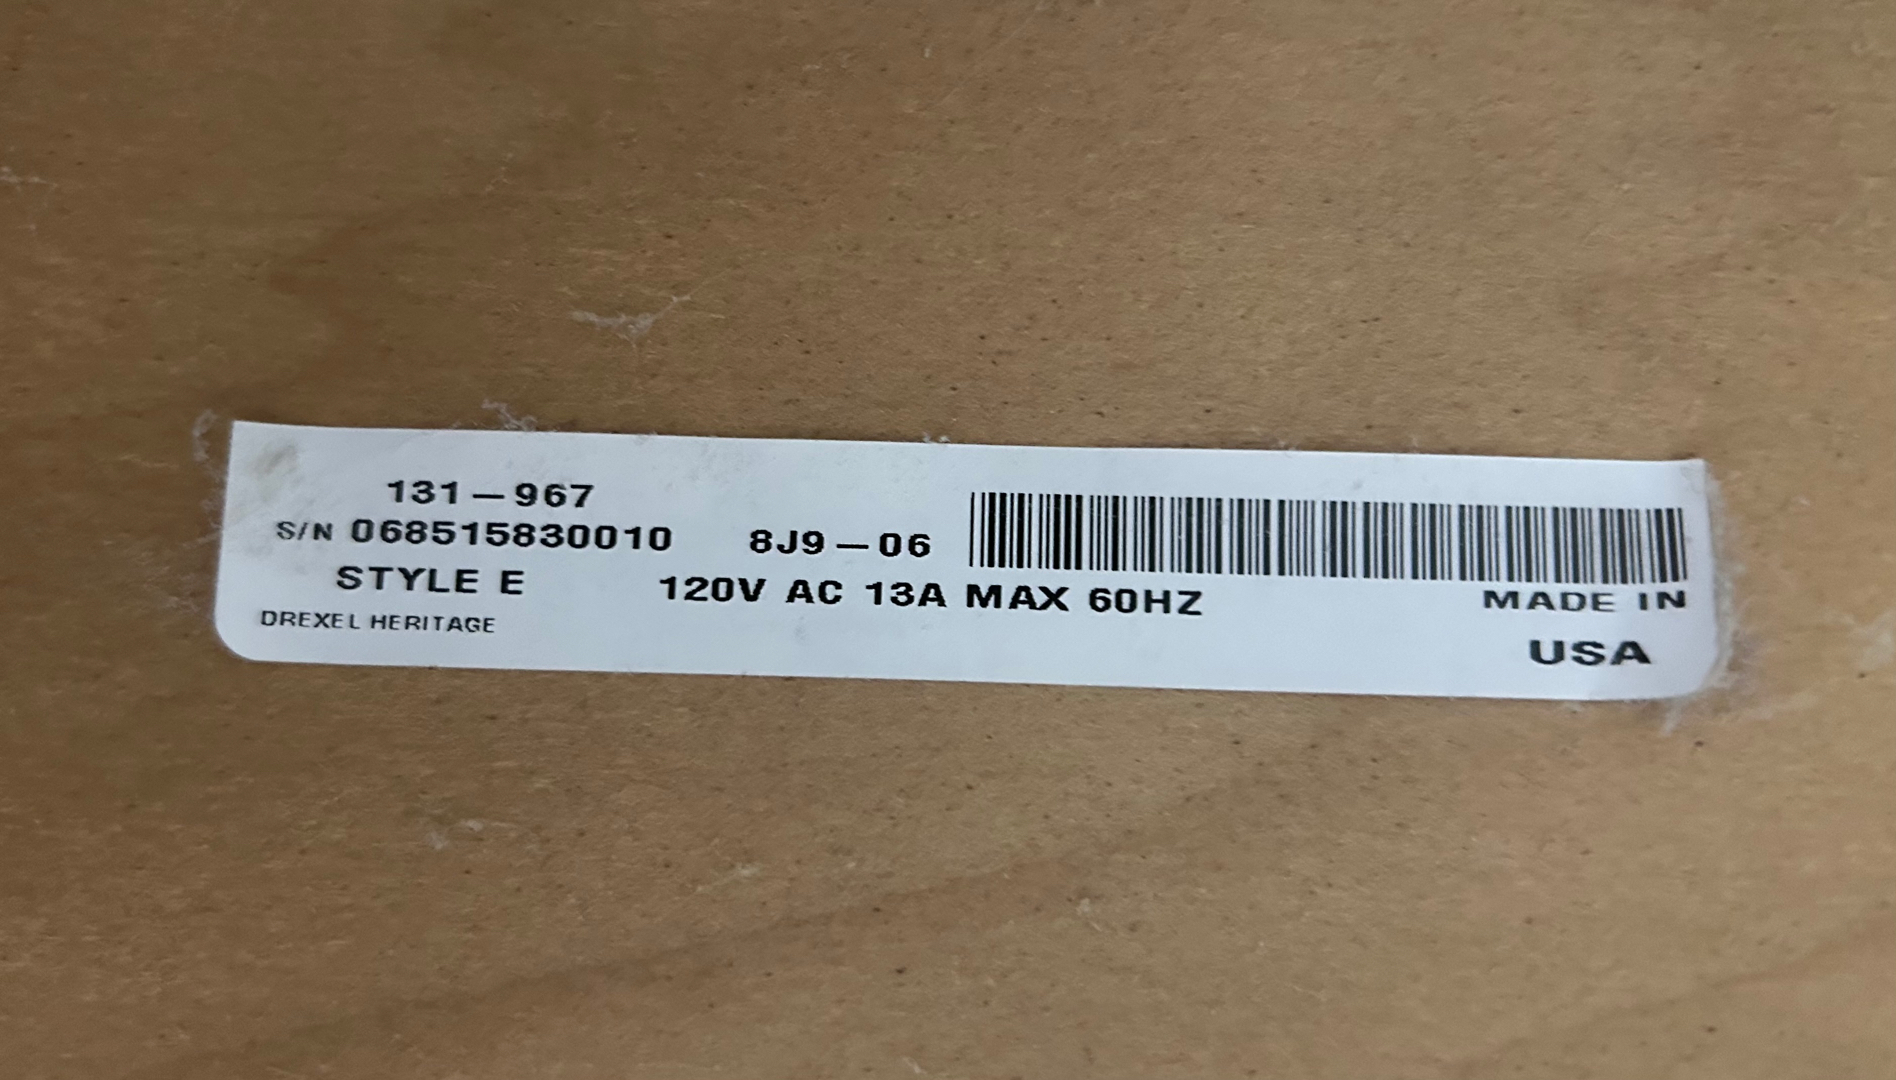 131-967
S/N 068515830010 8J9-06
STYLE E 120V AC 13A MAX 60HZ MADE IN
DREXEL HERITAGE USA